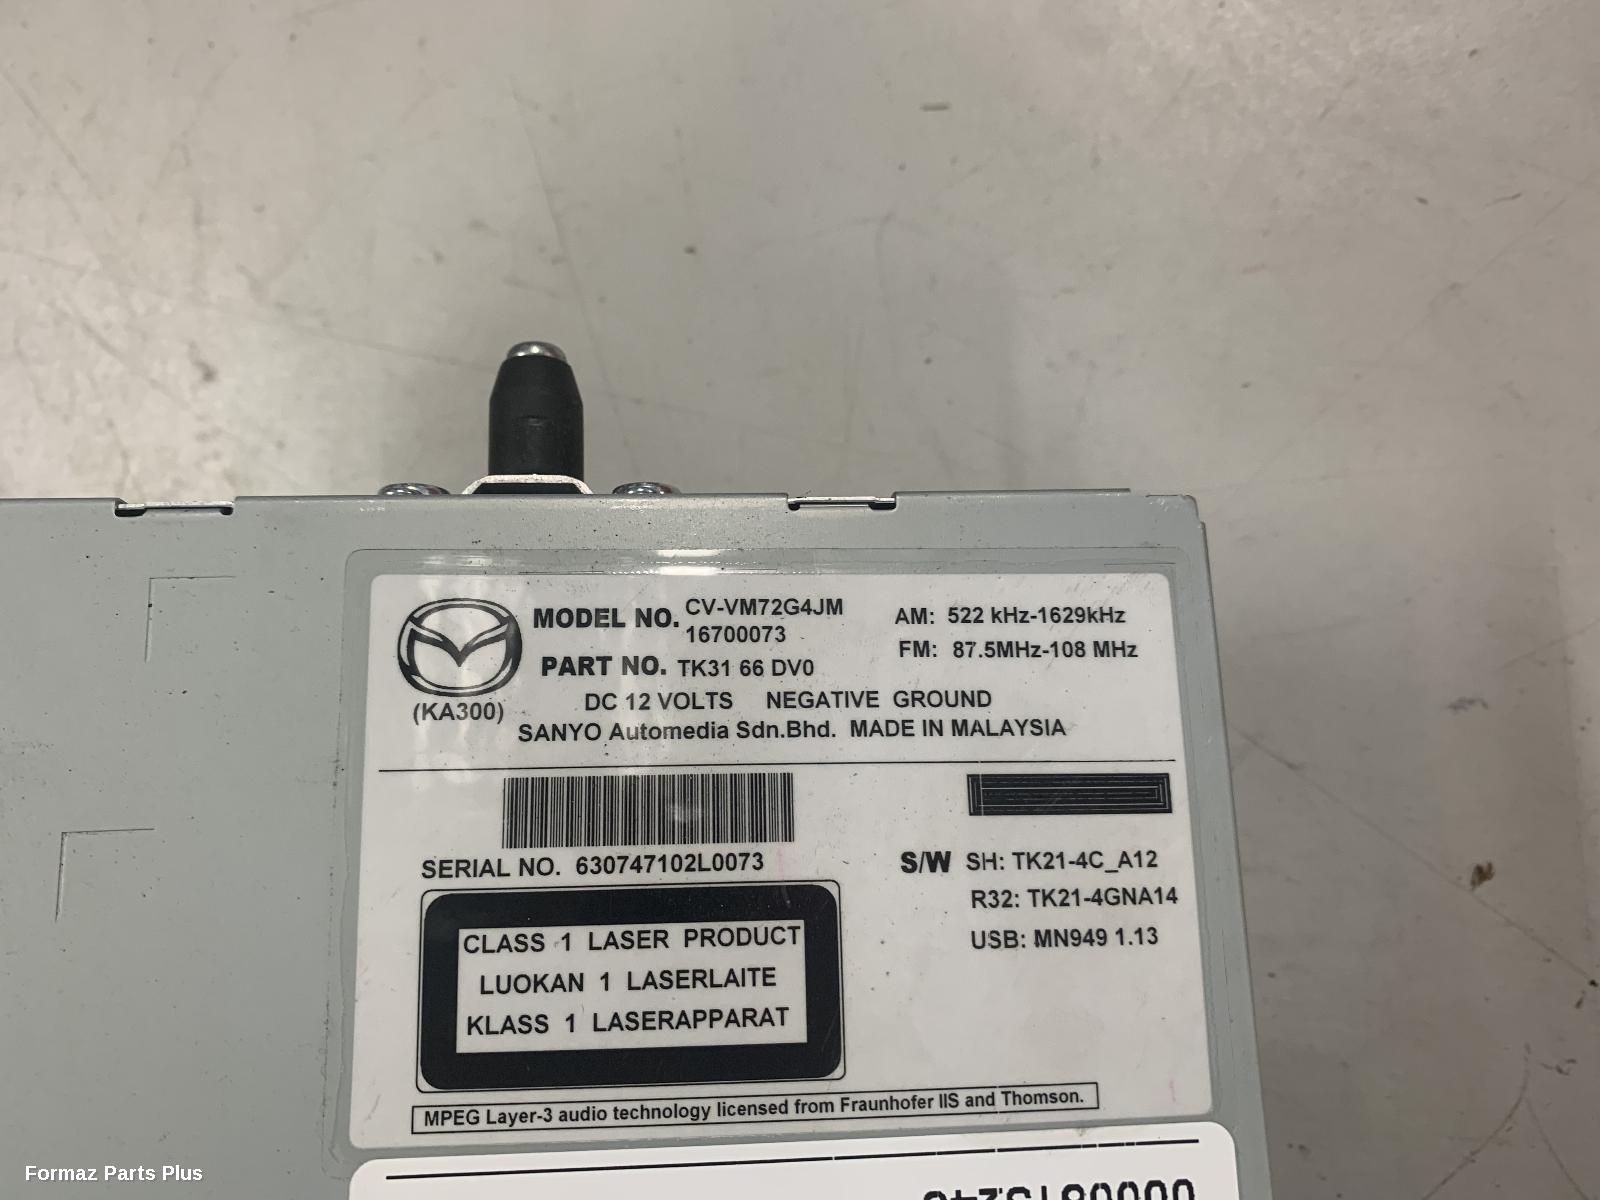 MODEL NO. CV-VM72G4JM
16700073
AM: 522 kHz-1629kHz
FM: 87.5MHz-108 MHz
PART NO. TK31 66 DV0
(KA300)
DC 12 VOLTS NEGATIVE GROUND
SANYO Automedia Sdn.Bhd. MADE IN MALAYSIA
SERIAL NO. 630747102L0073
S/W SH: TK21-4C_A12
R32: TK21-4GNA14
USB: MN949 1.13
CLASS 1 LASER PRODUCT
LUOKAN 1 LASERLAITE
KLASS 1 LASERAPPARAT
MPEG Layer-3 audio technology licensed from Fraunhofer IIS and Thomson.
Formaz Parts Plus